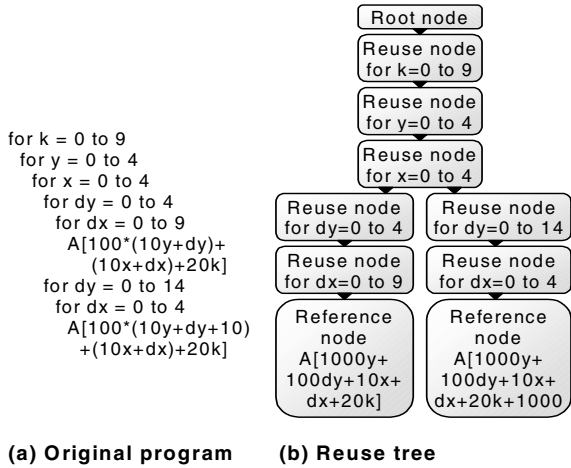 for k = 0 to 9
for y = 0 to 4
for x = 0 to 4
for dy = 0 to 4
for dx = 0 to 9
A[100*(10y+dy)+
(10x+dx)+20k]
for dy = 0 to 14
for dx = 0 to 4
A[100*(10y+dy+10)
+(10x+dx)+20k]
(a) Original program
Root node
Reuse node
for k=0 to 9
Reuse node
for y=0 to 4
Reuse node
for x=0 to 4
Reuse node
for dy=0 to 4
Reuse node
for dx=0 to 9
Reference
node
A[1000y+
100dy+10x+
dx+20k]
Reuse node
for dy=0 to 14
Reuse node
for dx=0 to 4
Reference
node
A[1000y+
100dy+10x+
dx+20k+1000
(b) Reuse tree